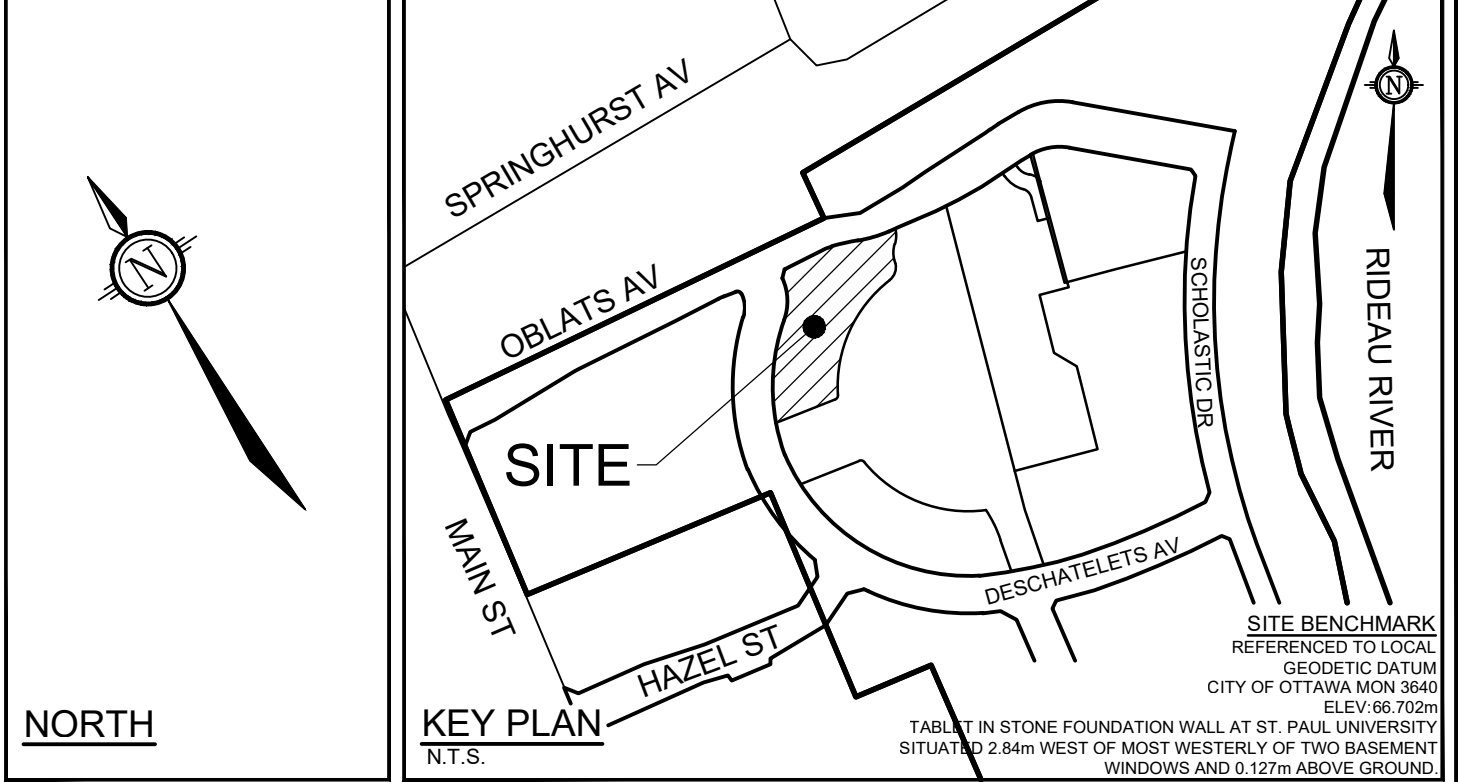 N
NORTH
SPRINGHURST AV
N
OBLATS AV
SCHOLASTIC DR
RIDEAU RIVER
SITE
MAIN ST
DESCHATELETS AV
HAZEL ST
KEY PLAN
N.T.S.
SITE BENCHMARK
REFERENCED TO LOCAL
GEODETIC DATUM
CITY OF OTTAWA MON 3640
ELEV:66.702m
TABLET IN STONE FOUNDATION WALL AT ST. PAUL UNIVERSITY
SITUATED 2.84m WEST OF MOST WESTERLY OF TWO BASEMENT
WINDOWS AND 0.127m ABOVE GROUND.